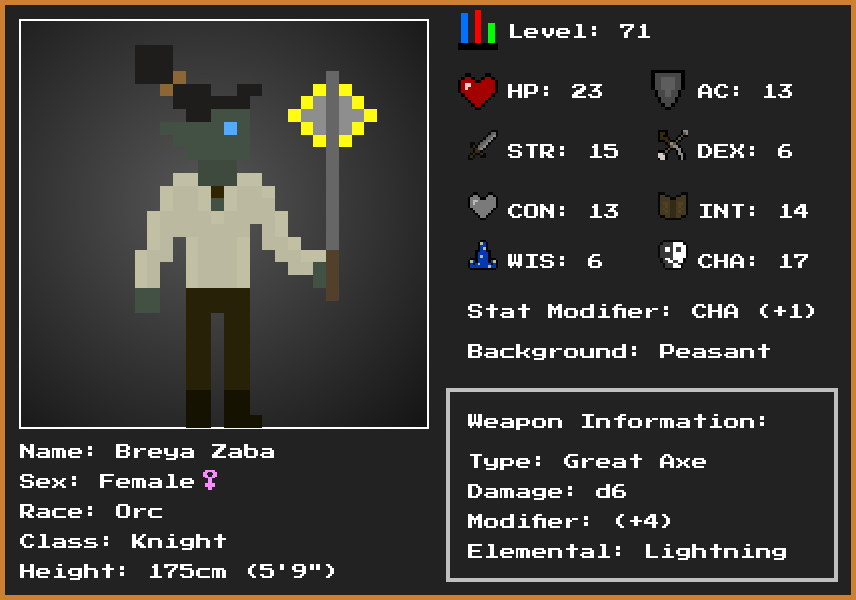 Level: 71
HP: 23
AC: 13
STR: 15
DEX: 6
CON: 13
INT: 14
WIS: 6
CHA: 17
Stat Modifier: CHA (+1)
Background: Peasant
Weapon Information:
Type: Great Axe
Damage: d6
Modifier: (+4)
Elemental: Lightning
Name: Breya Zaba
Sex: Female
Race: Orc
Class: Knight
Height: 175cm (5'9")